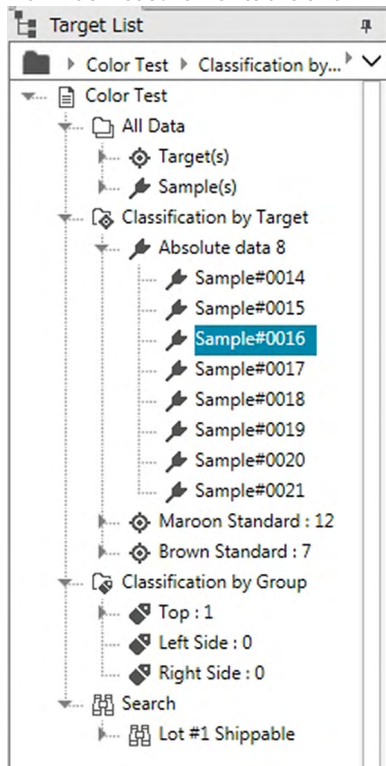 Target List
Color Test Classification by...
Color Test
All Data
Target(s)
Sample(s)
Classification by Target
Absolute data 8
Sample#0014
Sample#0015
Sample#0016
Sample#0017
Sample#0018
Sample#0019
Sample#0020
Sample#0021
Maroon Standard : 12
Brown Standard : 7
Classification by Group
Top : 1
Left Side : 0
Right Side : 0
Search
Lot #1 Shippable